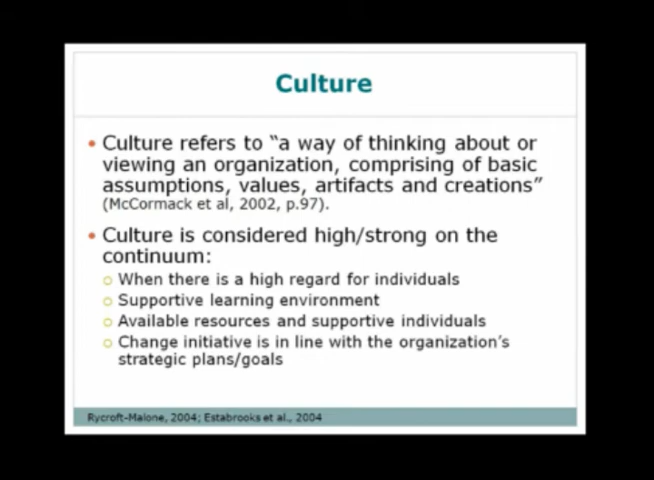 Culture
• Culture refers to “a way of thinking about or
viewing an organization, comprising of basic
assumptions, values, artifacts and creations”
(McCormack et al, 2002, p.97).
• Culture is considered high/strong on the
continuum:
○ When there is a high regard for individuals
○ Supportive learning environment
○ Available resources and supportive individuals
○ Change initiative is in line with the organization’s
strategic plans/goals
Rycroft-Malone, 2004; Estabrooks et al., 2004